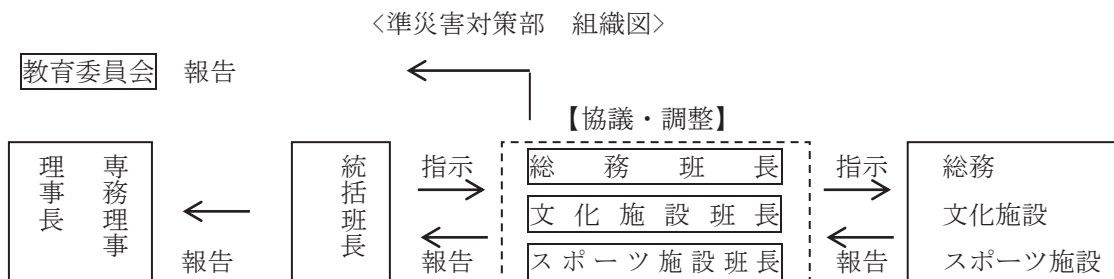 <準災害対策部　組織図>
教育委員会　報告
【協議・調整】
理事長
専務理事
報告
統括班長
指示
報告
総務班長
文化施設班長
スポーツ施設班長
指示
報告
総務
文化施設
スポーツ施設